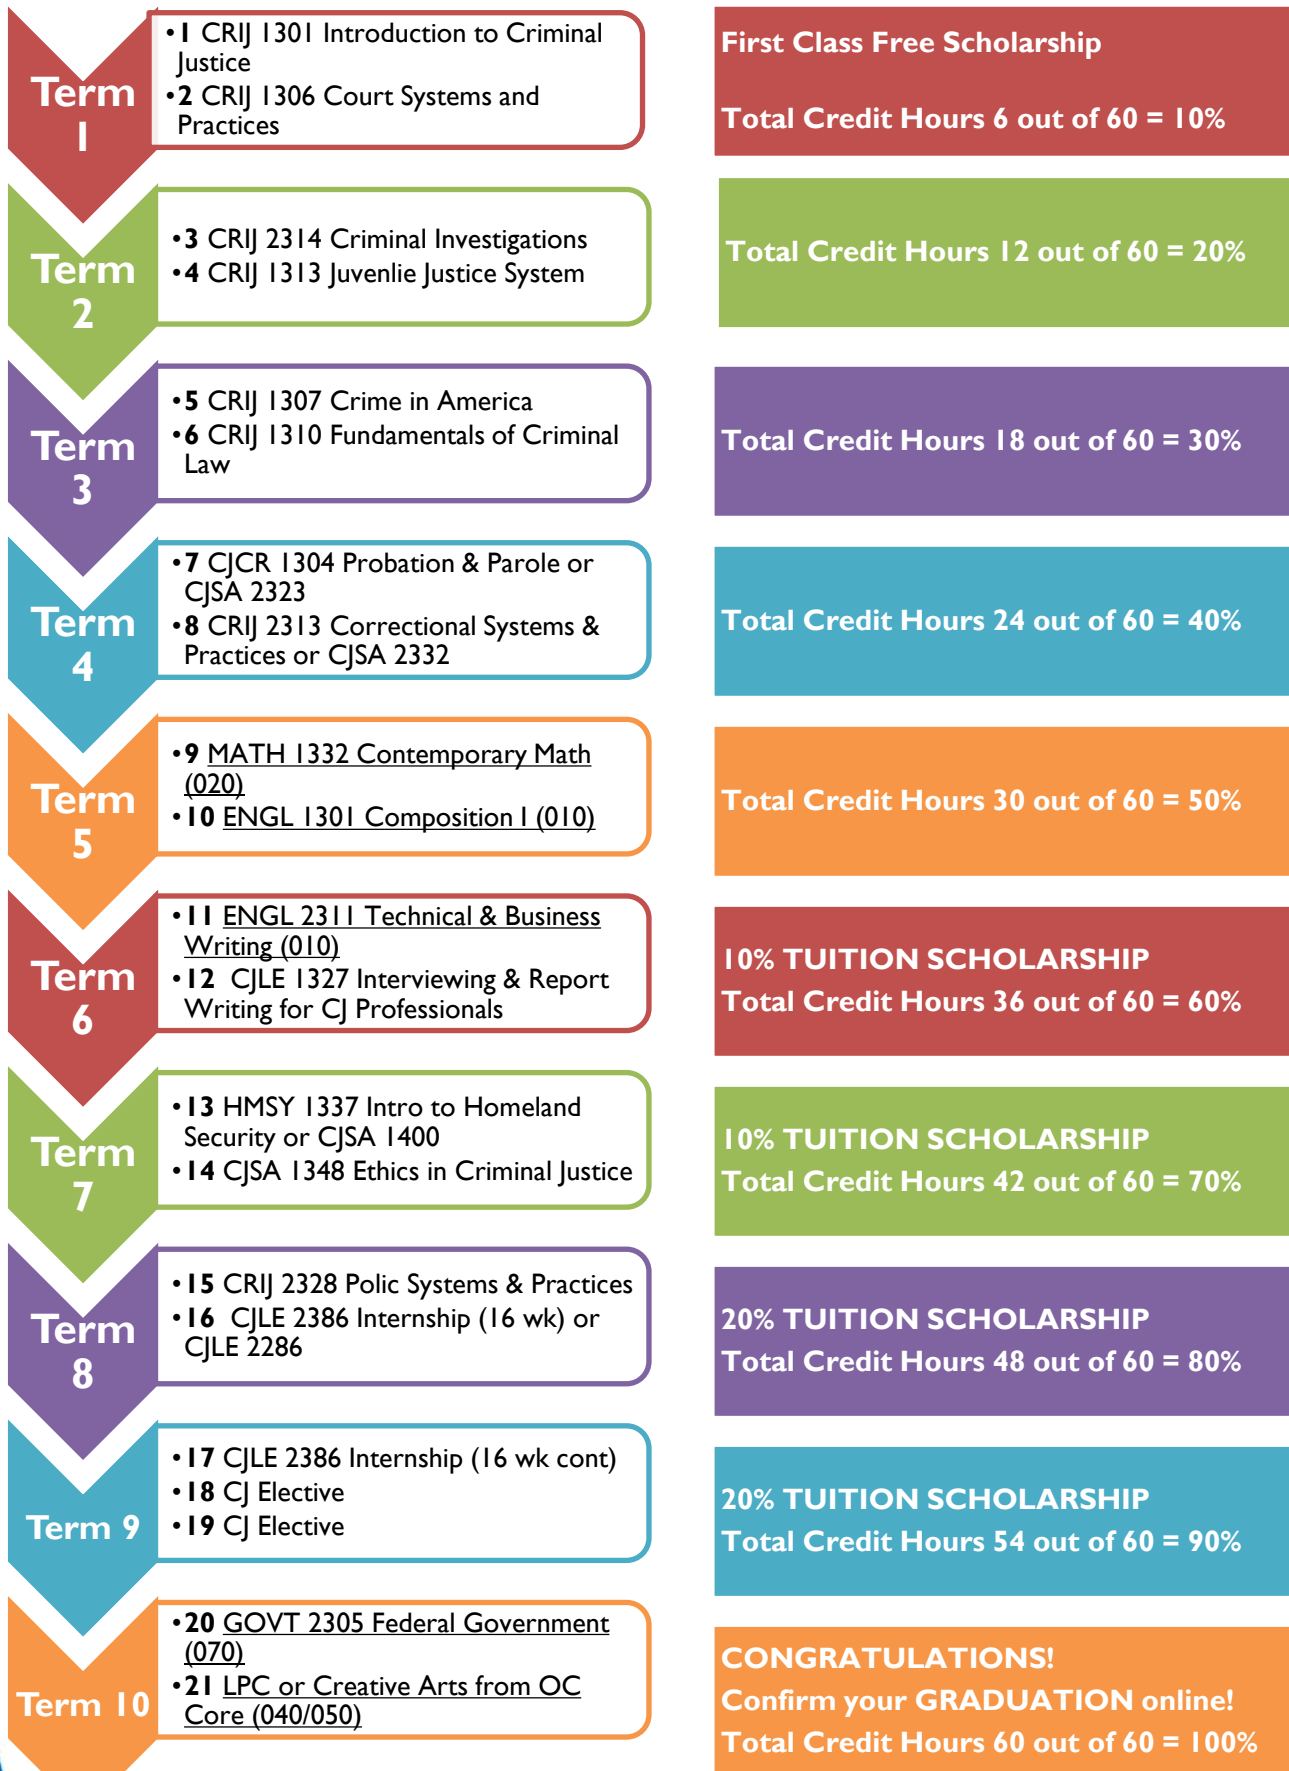 Term
1
•1 CRIJ 1301 Introduction to Criminal
Justice
•2 CRIJ 1306 Court Systems and
Practices
First Class Free Scholarship
Total Credit Hours 6 out of 60 = 10%
Term
2
•3 CRIJ 2314 Criminal Investigations
•4 CRIJ 1313 Juvenlie Justice System
Total Credit Hours 12 out of 60 = 20%
Term
3
•5 CRIJ 1307 Crime in America
•6 CRIJ 1310 Fundamentals of Criminal
Law
Total Credit Hours 18 out of 60 = 30%
Term
4
•7 CJCR 1304 Probation & Parole or
CJSA 2323
•8 CRIJ 2313 Correctional Systems &
Practices or CJSA 2332
Total Credit Hours 24 out of 60 = 40%
Term
5
•9 MATH 1332 Contemporary Math
(020)
•10 ENGL 1301 Composition I (010)
Total Credit Hours 30 out of 60 = 50%
Term
6
•11 ENGL 2311 Technical & Business
Writing (010)
•12 CJLE 1327 Interviewing & Report
Writing for CJ Professionals
10% TUITION SCHOLARSHIP
Total Credit Hours 36 out of 60 = 60%
Term
7
•13 HMSY 1337 Intro to Homeland
Security or CJSA 1400
•14 CJSA 1348 Ethics in Criminal Justice
10% TUITION SCHOLARSHIP
Total Credit Hours 42 out of 60 = 70%
Term
8
•15 CRIJ 2328 Polic Systems & Practices
•16 CJLE 2386 Internship (16 wk) or
CJLE 2286
20% TUITION SCHOLARSHIP
Total Credit Hours 48 out of 60 = 80%
Term 9
•17 CJLE 2386 Internship (16 wk cont)
•18 CJ Elective
•19 CJ Elective
20% TUITION SCHOLARSHIP
Total Credit Hours 54 out of 60 = 90%
Term 10
•20 GOVT 2305 Federal Government
(070)
•21 LPC or Creative Arts from OC
Core (040/050)
CONGRATULATIONS!
Confirm your GRADUATION online!
Total Credit Hours 60 out of 60 = 100%